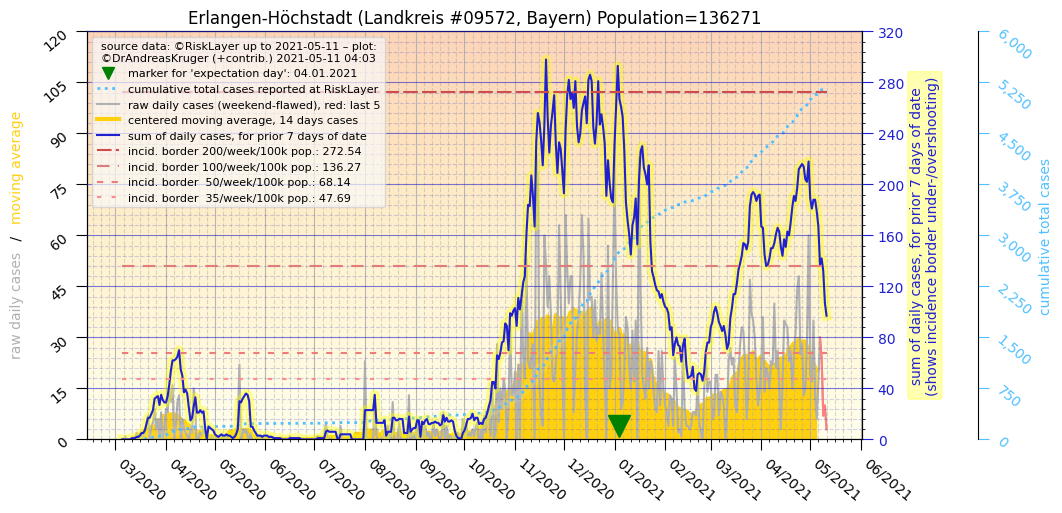 Erlangen-Höchstadt (Landkreis #09572, Bayern) Population=136271
source data: ©RiskLayer up to 2021-05-11 – plot:
©DrAndreasKruger (+contrib.) 2021-05-11 04:03
marker for 'expectation day': 04.01.2021
cumulative total cases reported at RiskLayer
raw daily cases (weekend-flawed), red: last 5
centered moving average, 14 days cases
sum of daily cases, for prior 7 days of date
incid. border 200/week/100k pop.: 272.54
incid. border 100/week/100k pop.: 136.27
incid. border  50/week/100k pop.: 68.14
incid. border  35/week/100k pop.: 47.69
raw daily cases / moving average
120
105
90
75
60
45
30
15
0
03/2020
04/2020
05/2020
06/2020
07/2020
08/2020
09/2020
10/2020
11/2020
12/2020
01/2021
02/2021
03/2021
04/2021
05/2021
06/2021
320
280
240
200
160
120
80
40
0
sum of daily cases, for prior 7 days of date
(shows incidence border under-/overshooting)
6,000
5,250
4,500
3,750
3,000
2,250
1,500
750
0
cumulative total cases